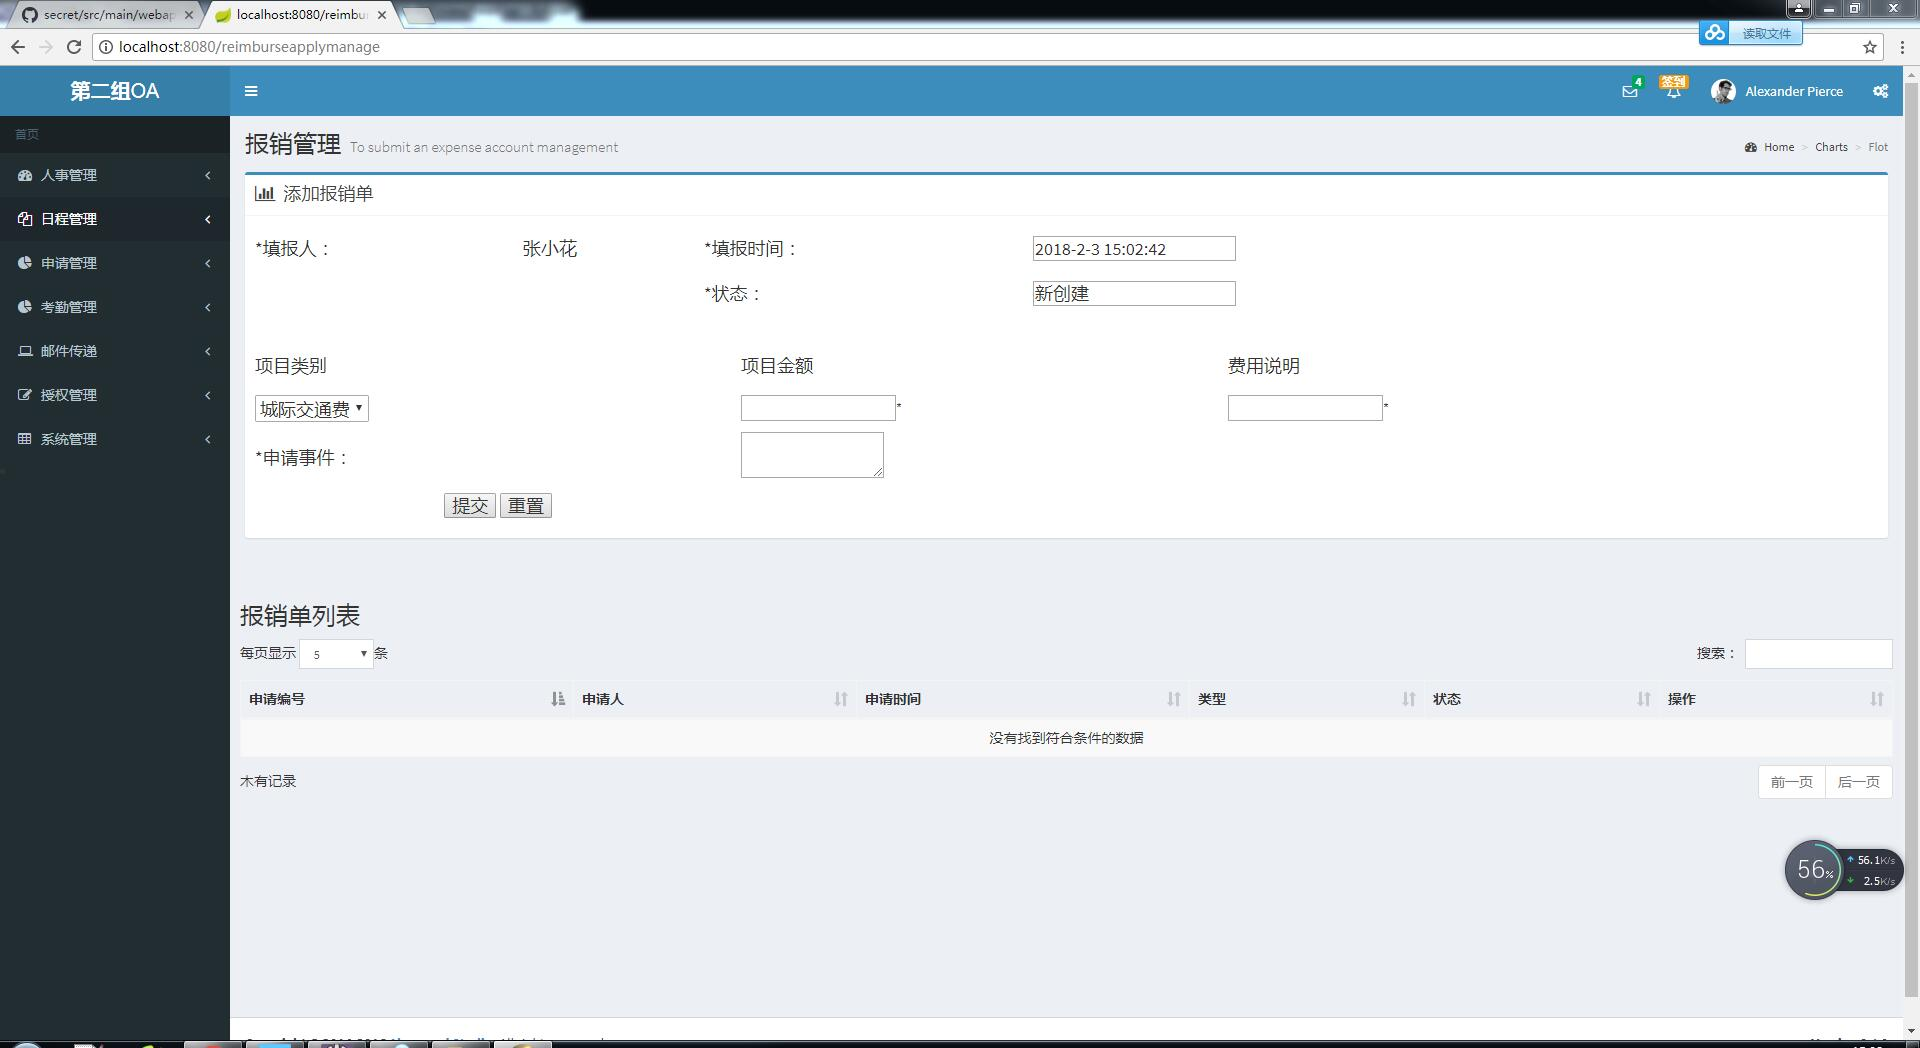 secret/src/main/webap
localhost:8080/reimbu
localhost:8080/reimburseapplymanage
读取文件
第二组OA
4
签到
Alexander Pierce
首页
人事管理
日程管理
申请管理
考勤管理
邮件传递
授权管理
系统管理
报销管理 To submit an expense account management
Home > Charts > Flot
添加报销单
*填报人： 张小花 *填报时间： 2018-2-3 15:02:42
*状态： 新创建
项目类别 项目金额 费用说明
城际交通费 * *
*申请事件：
提交 重置
报销单列表
每页显示 5 条 搜索：
申请编号 申请人 申请时间 类型 状态 操作
没有找到符合条件的数据
木有记录
前一页 后一页
56%
56.1K/s
2.5K/s